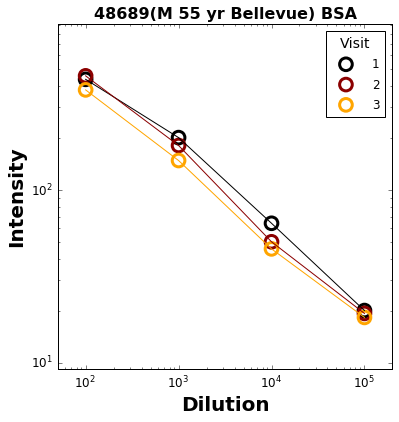 48689(M 55 yr Bellevue) BSA
Visit
1
2
3
Intensity
10²
10¹
10² 10³ 10⁴ 10⁵
Dilution